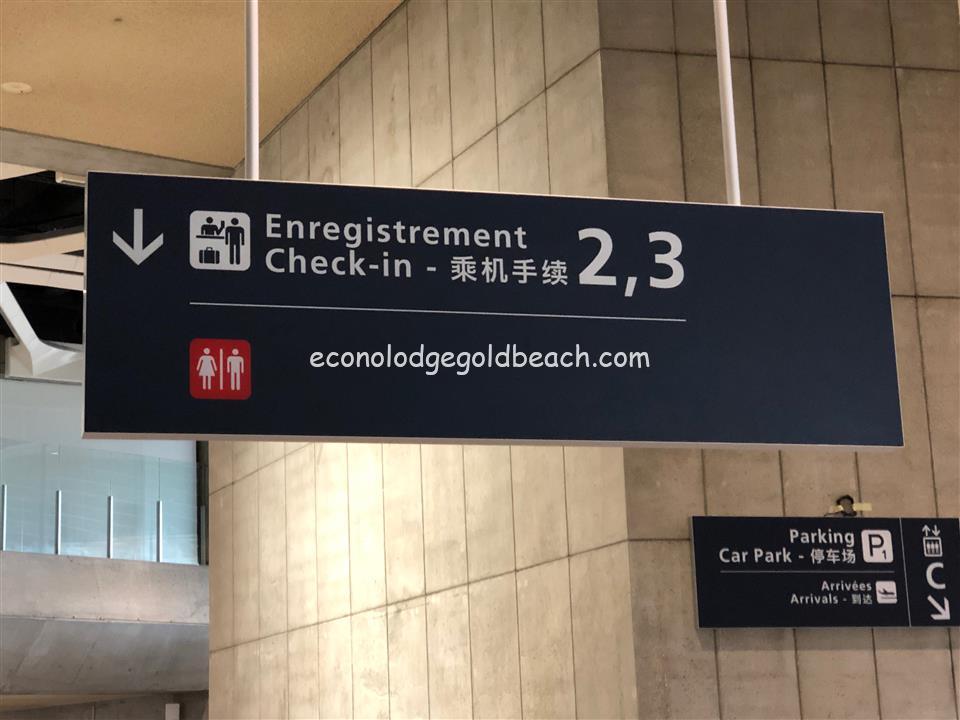 Enregistrement
Check-in - 乘机手续 2,3
econolodgegoldbeach.com
Parking
Car Park - 停车场 P1
Arrivées
Arrivals - 到达
C